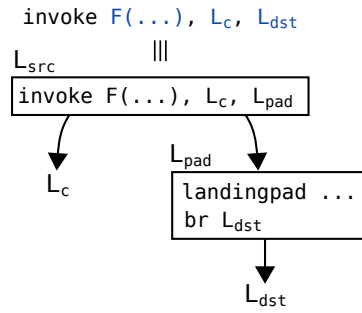 invoke F(...), L_c, L_dst
≡
L_src
invoke F(...), L_c, L_pad
L_c
L_pad
landingpad ...
br L_dst
L_dst